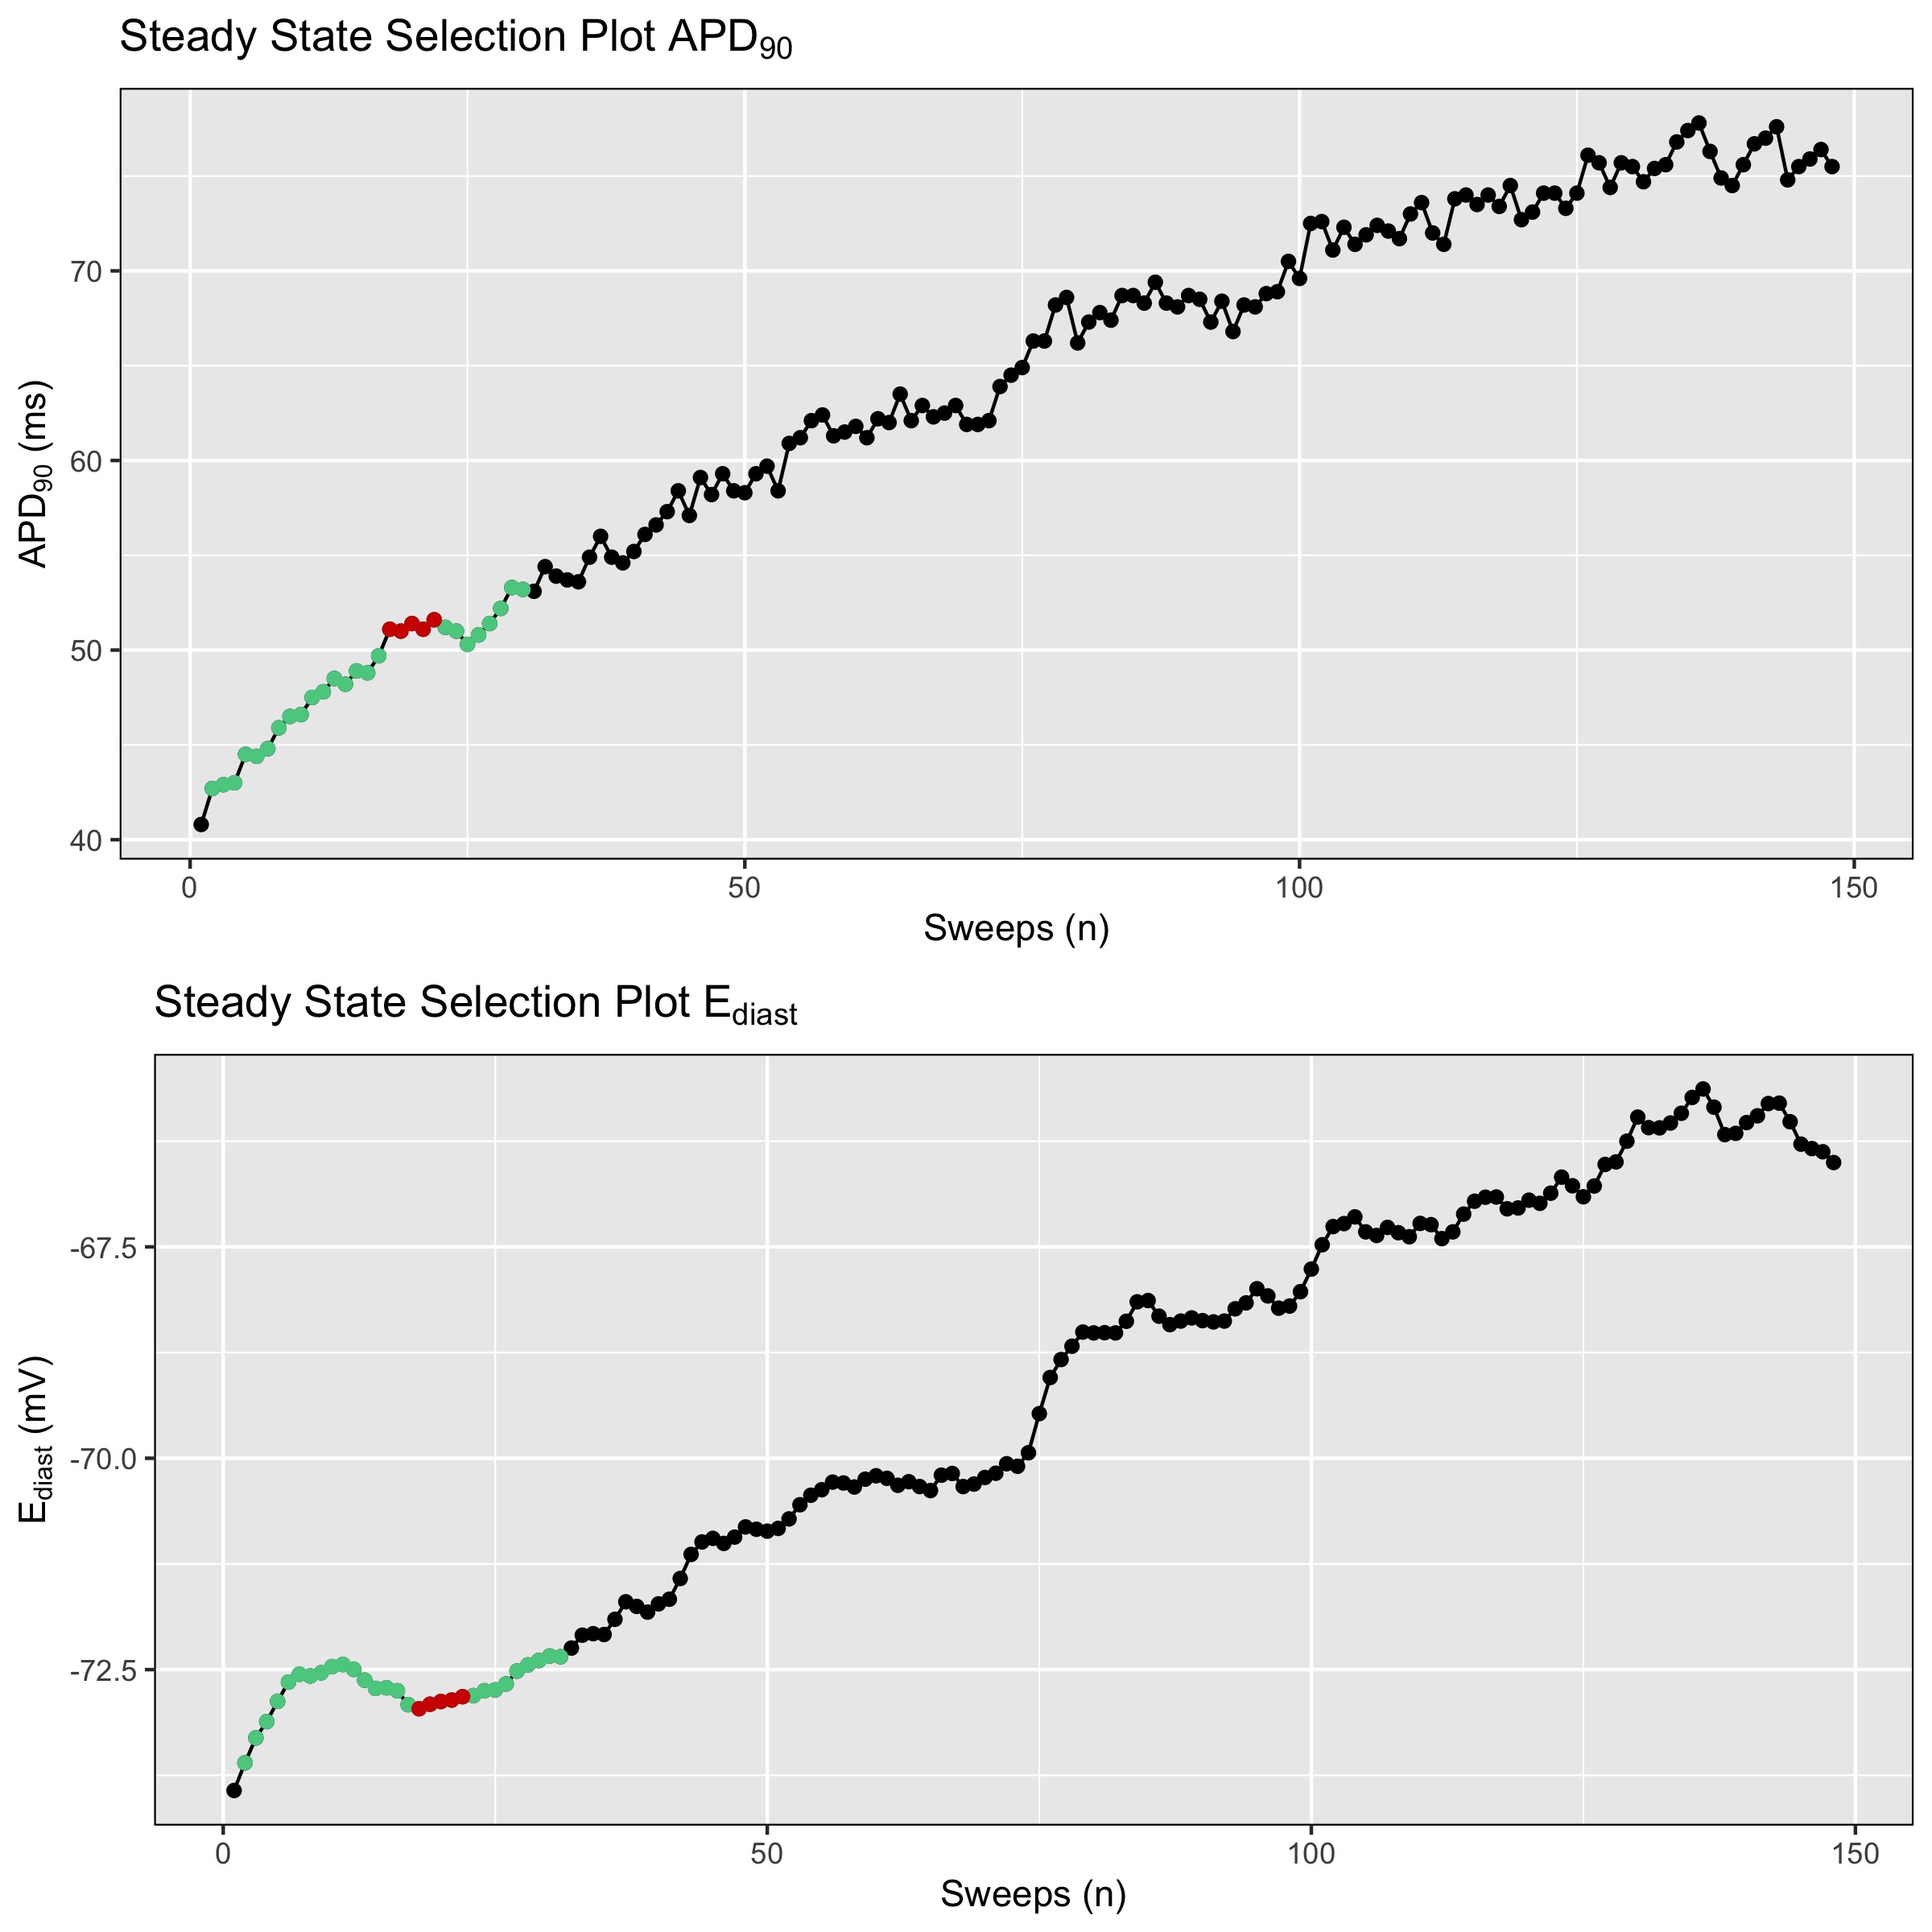 Steady State Selection Plot APD90
APD90 (ms)
70
60
50
40
0 50 100 150
Sweeps (n)
Steady State Selection Plot Ediast
Ediast (mV)
-67.5
-70.0
-72.5
0 50 100 150
Sweeps (n)